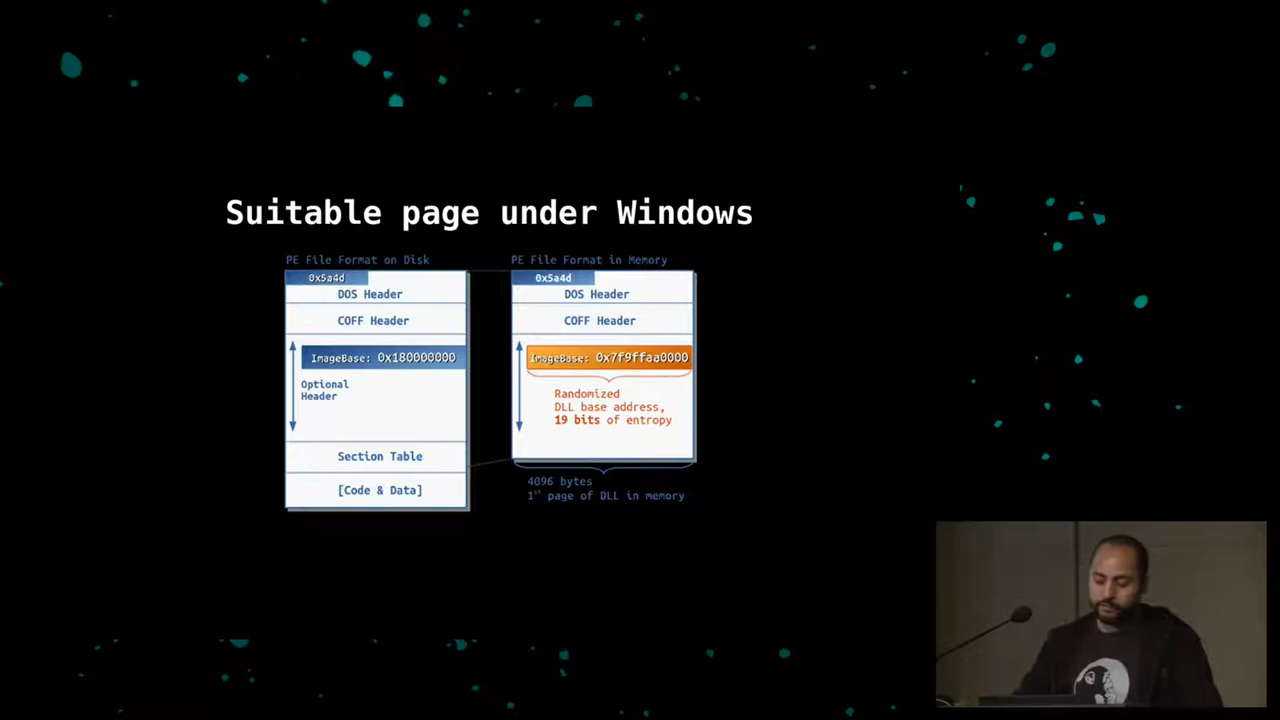 Suitable page under Windows
PE File Format on Disk
0x5a4d
DOS Header
COFF Header
ImageBase: 0x180000000
Optional
Header
Section Table
[Code & Data]
PE File Format in Memory
0x5a4d
DOS Header
COFF Header
ImageBase: 0x7f9ffaa0000
Randomized
DLL base address,
19 bits of entropy
4096 bytes
1st page of DLL in memory